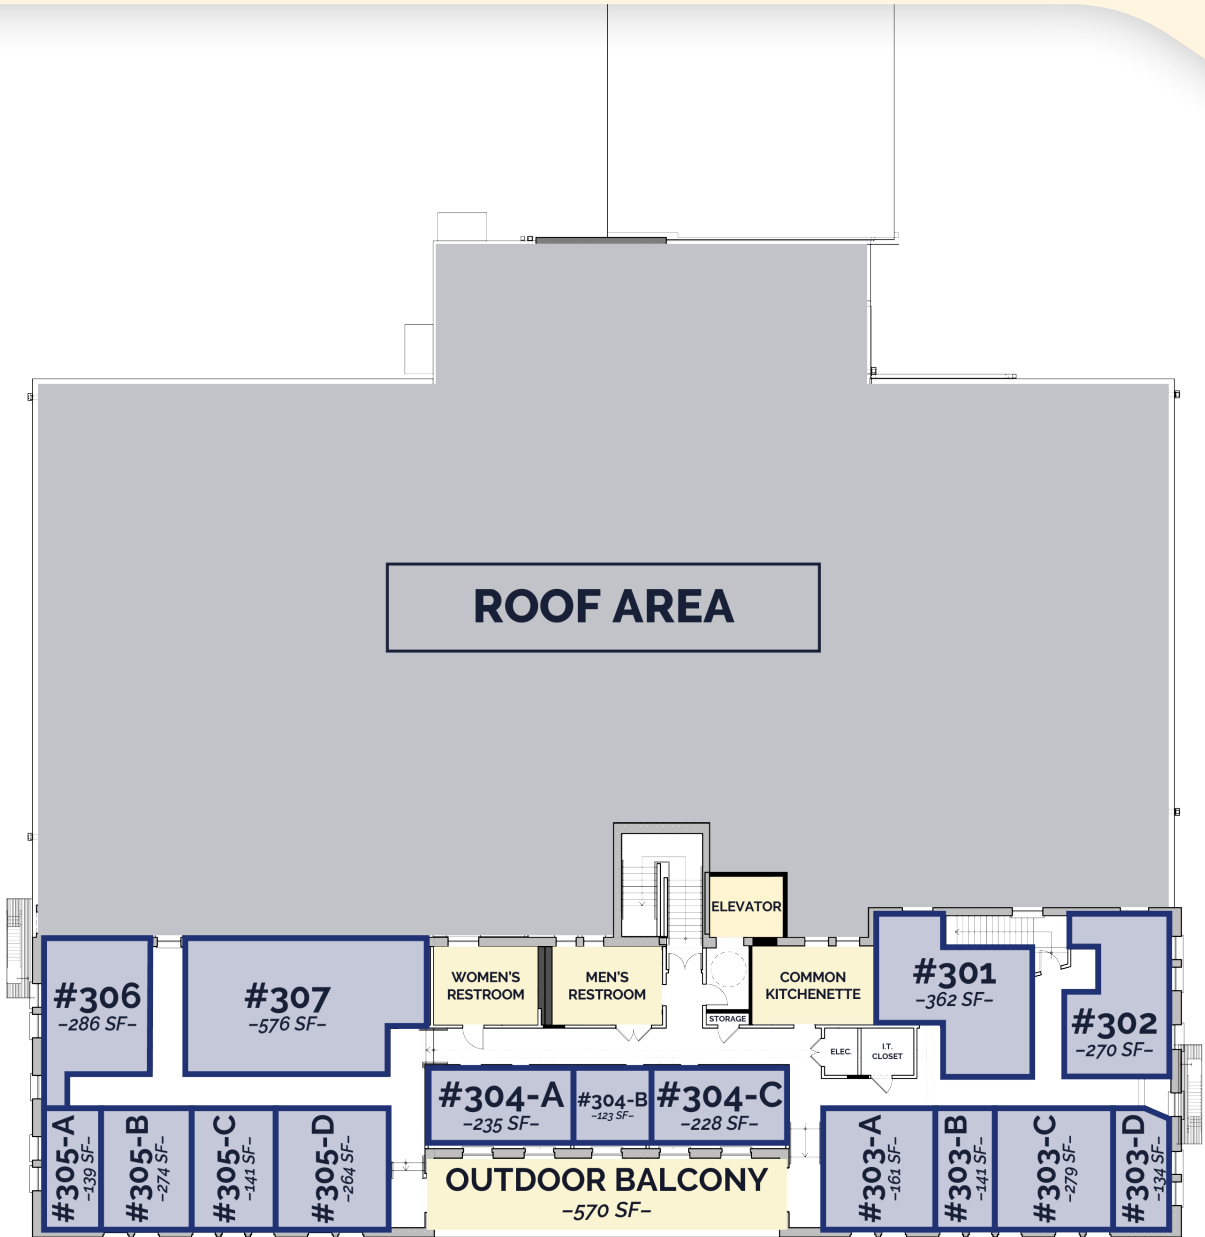 ROOF AREA
ELEVATOR
#306
-286 SF-
#307
-576 SF-
WOMEN'S
RESTROOM
MEN'S
RESTROOM
STORAGE
COMMON
KITCHENETTE
#301
-362 SF-
#302
-270 SF-
ELEC.
I.T.
CLOSET
#304-A
-235 SF-
#304-B
-123 SF-
#304-C
-228 SF-
#305-A
-139 SF-
#305-B
-274 SF-
#305-C
-141 SF-
#305-D
-264 SF-
OUTDOOR BALCONY
-570 SF-
#303-A
-161 SF-
#303-B
-141 SF-
#303-C
-279 SF-
#303-D
-134 SF-